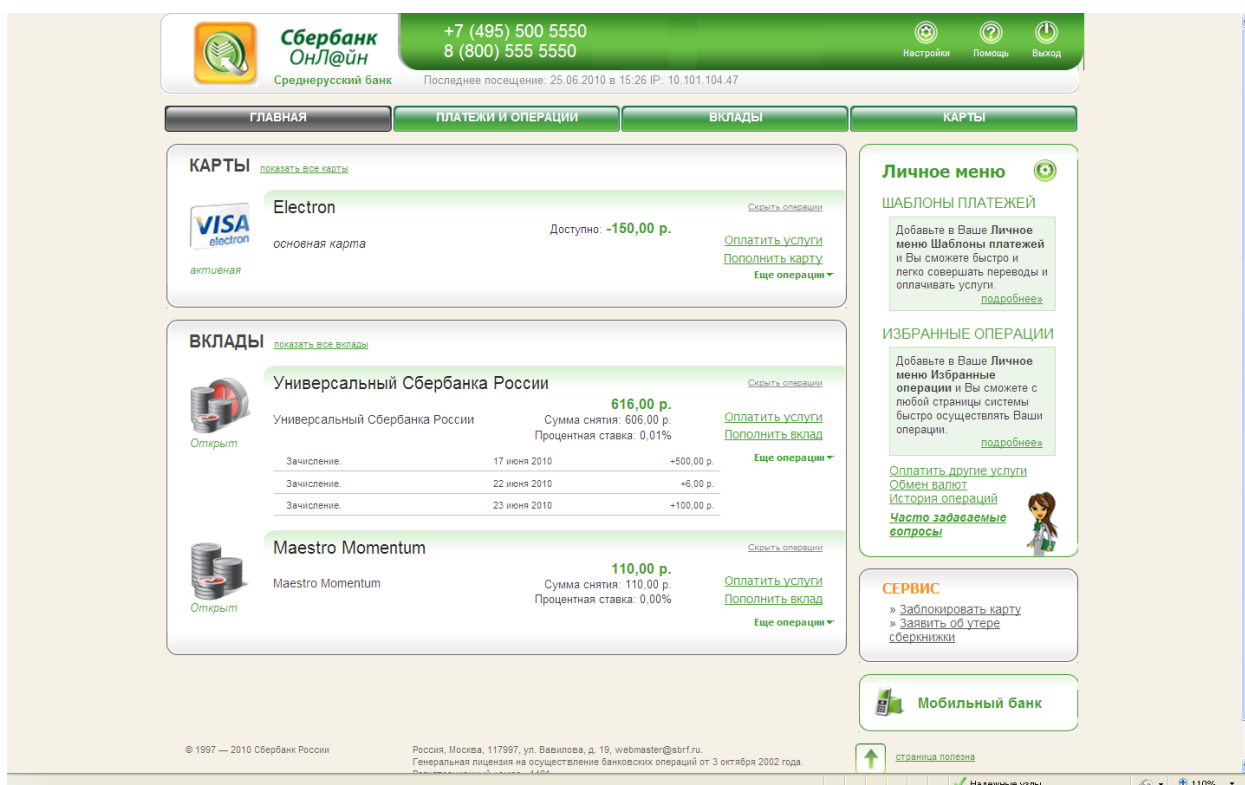 Сбербанк
ОнЛ@йн
Среднерусский банк
+7 (495) 500 5550
8 (800) 555 5550
Настройки
Помощь
Выход
Последнее посещение: 25.06.2010 в 15:26 IP: 10.101.104.47
ГЛАВНАЯ
ПЛАТЕЖИ И ОПЕРАЦИИ
ВКЛАДЫ
КАРТЫ
КАРТЫ показать все карты
VISA
electron
активная
Electron
Скрыть операции
основная карта
Доступно: -150,00 р.
Оплатить услуги
Пополнить карту
Еще операции
ВКЛАДЫ показать все вклады
Открыт
Универсальный Сбербанка России
Скрыть операции
616,00 р.
Универсальный Сбербанка России
Сумма снятия: 606,00 р.
Процентная ставка: 0,01%
Оплатить услуги
Пополнить вклад
Еще операции
Зачисление. 17 июня 2010 +500,00 р.
Зачисление. 22 июня 2010 +6,00 р.
Зачисление. 23 июня 2010 +100,00 р.
Открыт
Maestro Momentum
Скрыть операции
110,00 р.
Maestro Momentum
Сумма снятия: 110,00 р.
Процентная ставка: 0,00%
Оплатить услуги
Пополнить вклад
Еще операции
Личное меню
ШАБЛОНЫ ПЛАТЕЖЕЙ
Добавьте в Ваше Личное
меню Шаблоны платежей
и Вы сможете быстро и
легко совершать переводы и
оплачивать услуги.
подробнее»
ИЗБРАННЫЕ ОПЕРАЦИИ
Добавьте в Ваше Личное
меню Избранные
операции и Вы сможете с
любой страницы системы
быстро осуществлять Ваши
операции.
подробнее»
Оплатить другие услуги
Обмен валют
История операций
Часто задаваемые
вопросы
СЕРВИС
» Заблокировать карту
» Заявить об утере
сберкнижки
Мобильный банк
© 1997 — 2010 Сбербанк России
Россия, Москва, 117997, ул. Вавилова, д. 19, webmaster@sbrf.ru.
Генеральная лицензия на осуществление банковских операций от 3 октября 2002 года.
страница полезна
Надежные узлы
110%